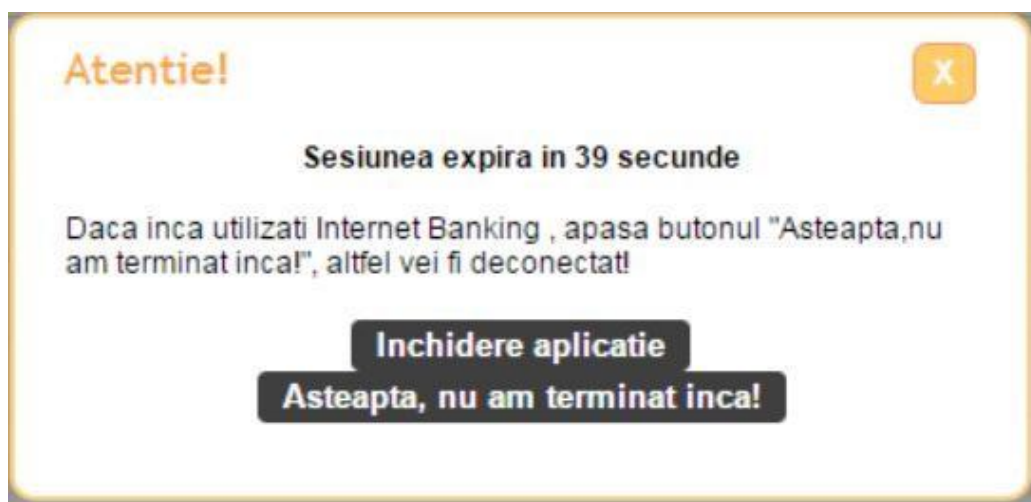 Atentie!
X
Sesiunea expira in 39 secunde
Daca inca utilizati Internet Banking , apasa butonul "Asteapta,nu
am terminat inca!", altfel vei fi deconectat!
Inchidere aplicatie
Asteapta, nu am terminat inca!